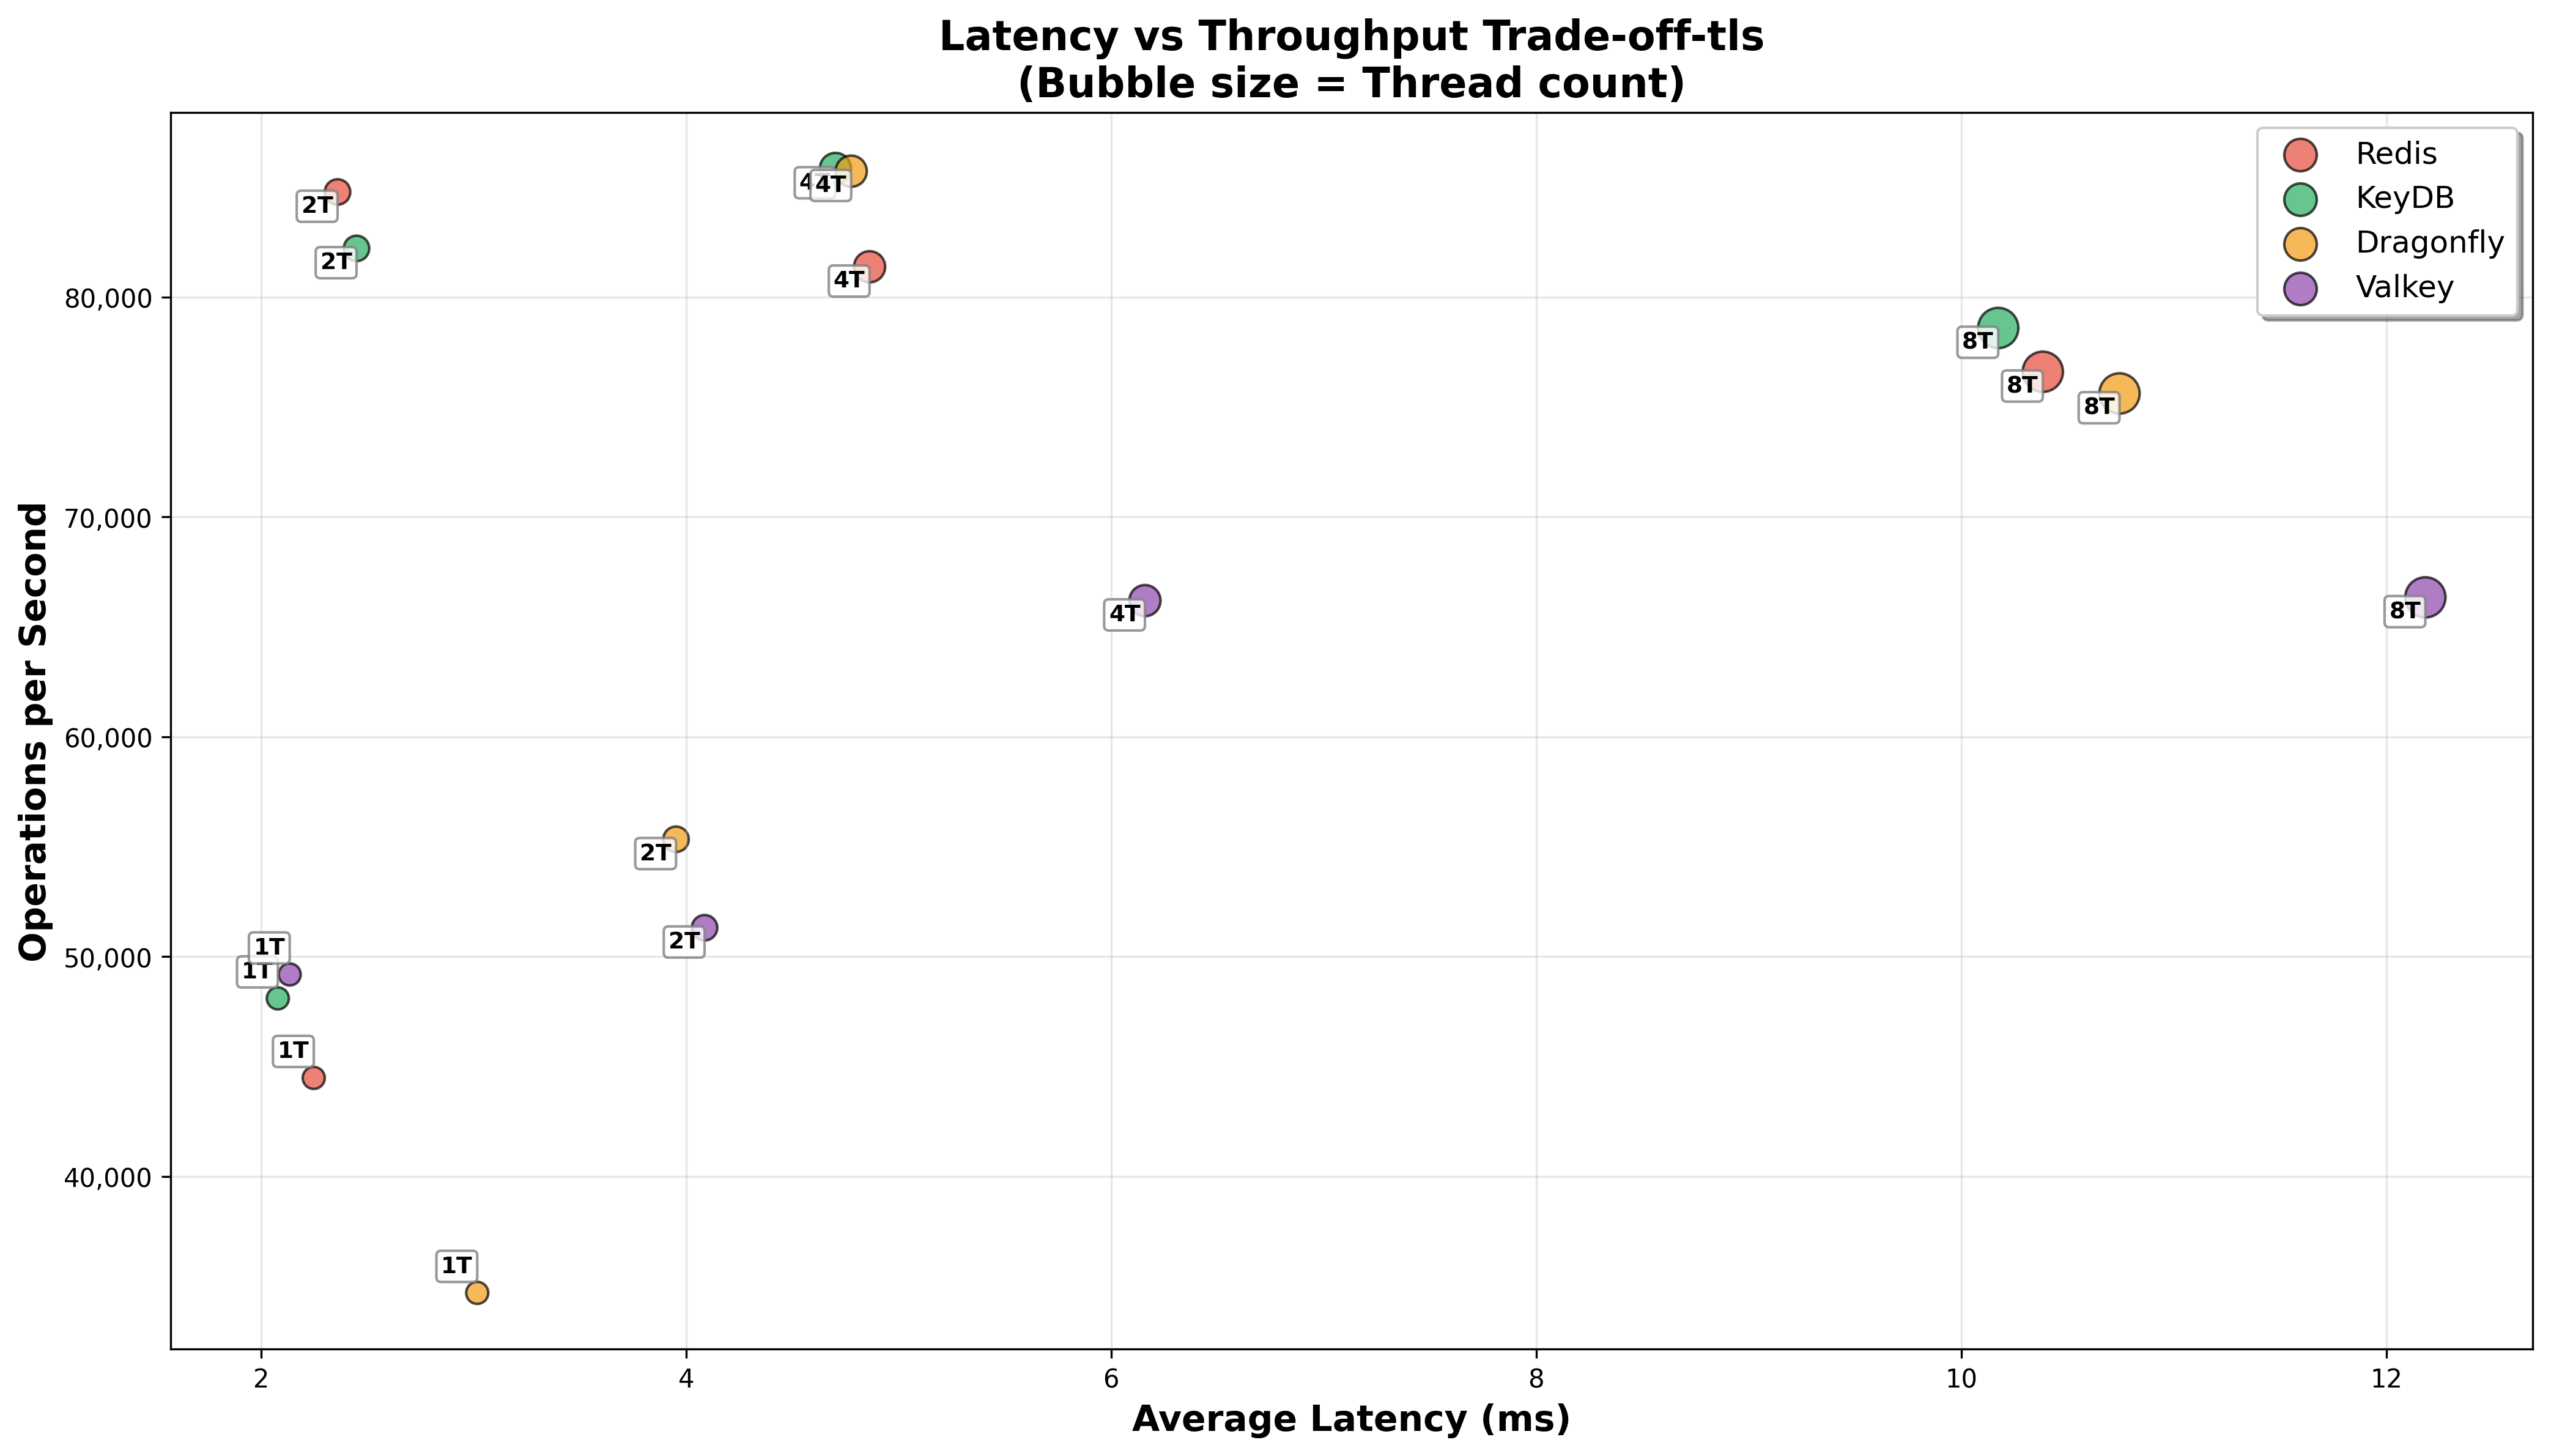 Latency vs Throughput Trade-off-tls
(Bubble size = Thread count)
Redis
KeyDB
Dragonfly
Valkey
Operations per Second
80,000
70,000
60,000
50,000
40,000
2T
2T
4T
4T
8T
8T
8T
4T
8T
2T
2T
1T
1T
1T
1T
2
4
6
8
10
12
Average Latency (ms)